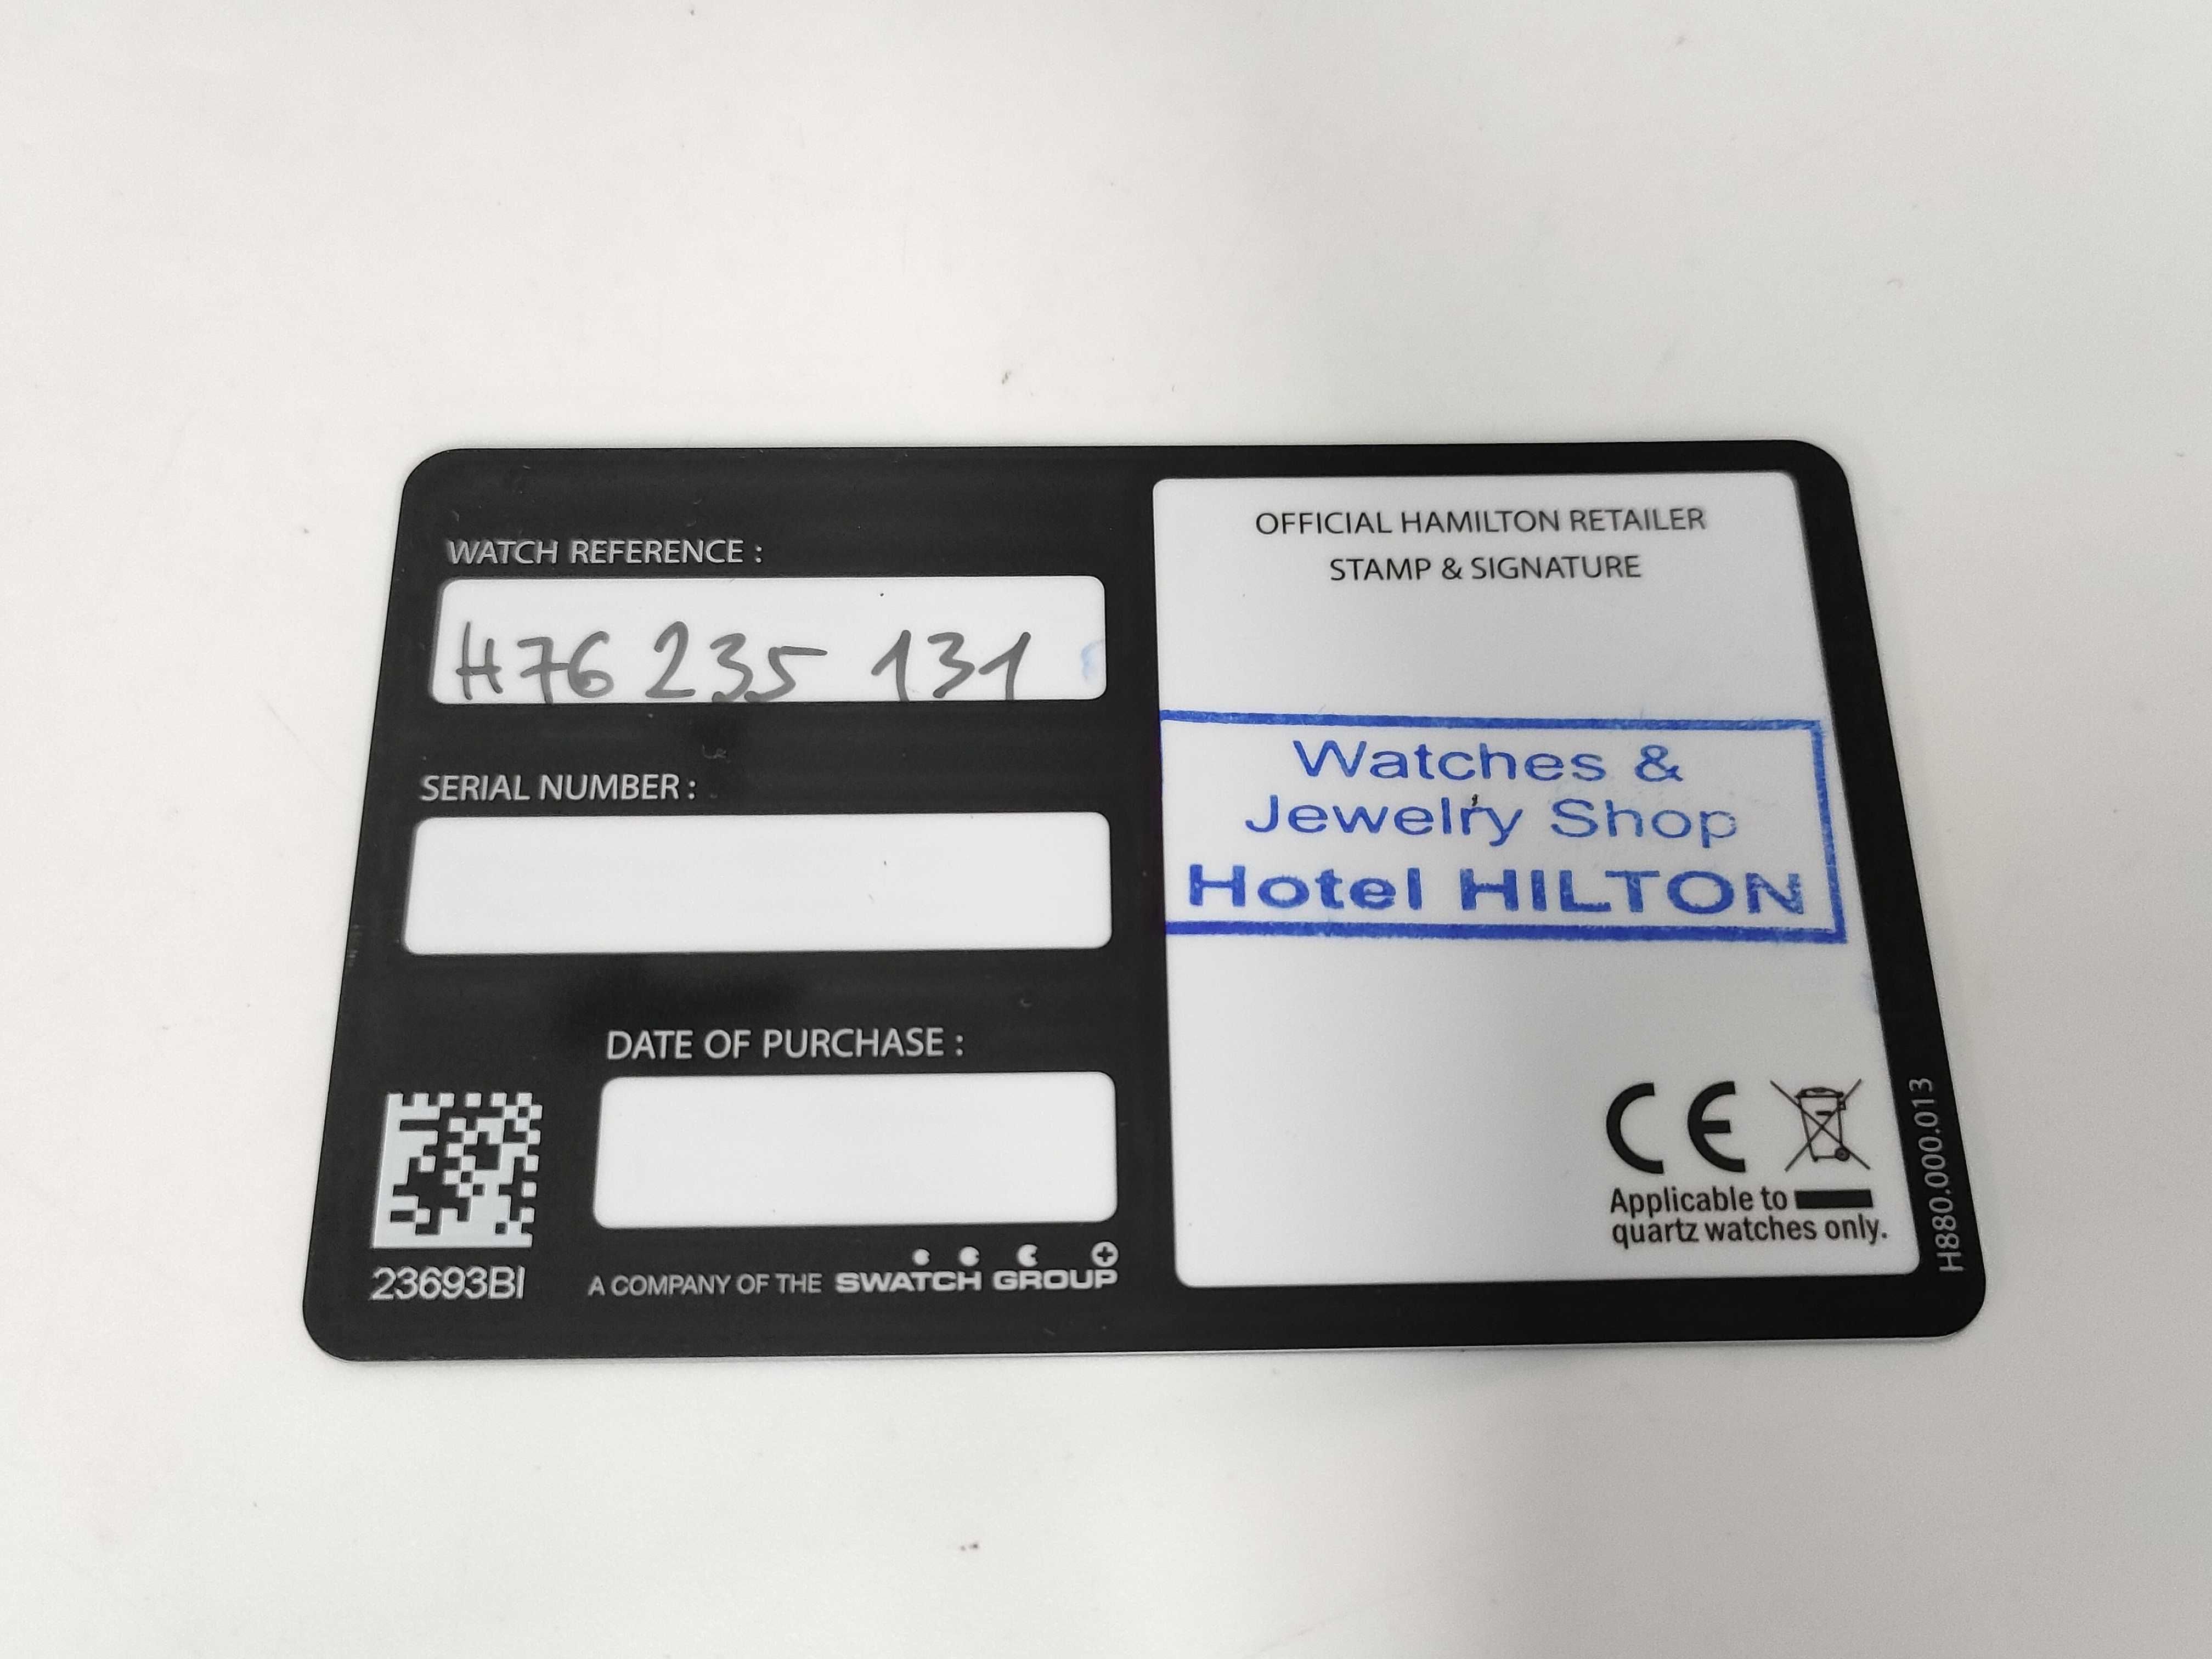 WATCH REFERENCE :
H76 235 131
SERIAL NUMBER :
DATE OF PURCHASE :
23693BI
A COMPANY OF THE SWATCH GROUP
OFFICIAL HAMILTON RETAILER
STAMP & SIGNATURE
Watches &
Jewelry Shop
Hotel HILTON
CE
Applicable to
quartz watches only.
H880.000.013